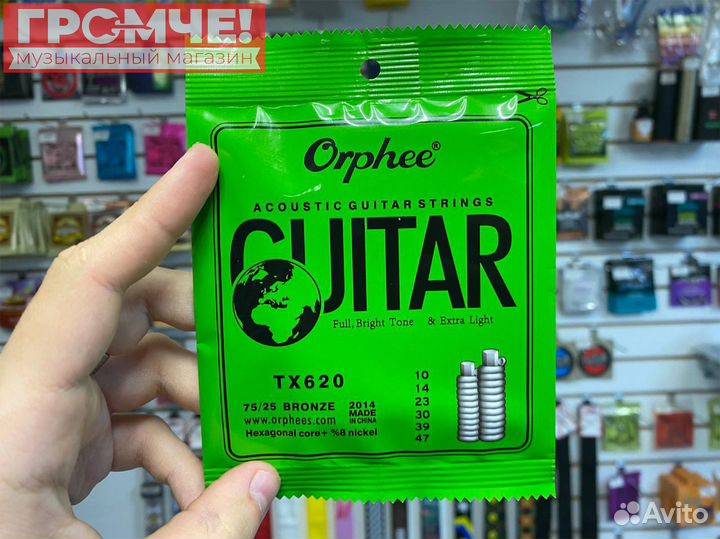 ГРОМЧЕ!
МУЗЫКАЛЬНЫЙ МАГАЗИН
Orphee®
ACOUSTIC GUITAR STRINGS
GUITAR
Full, Bright Tone & Extra Light
TX620
75/25 BRONZE
www.orphees.com
2014
MADE
IN CHINA
Hexagonal core+ %8 nickel
10
14
23
30
39
47
Avito